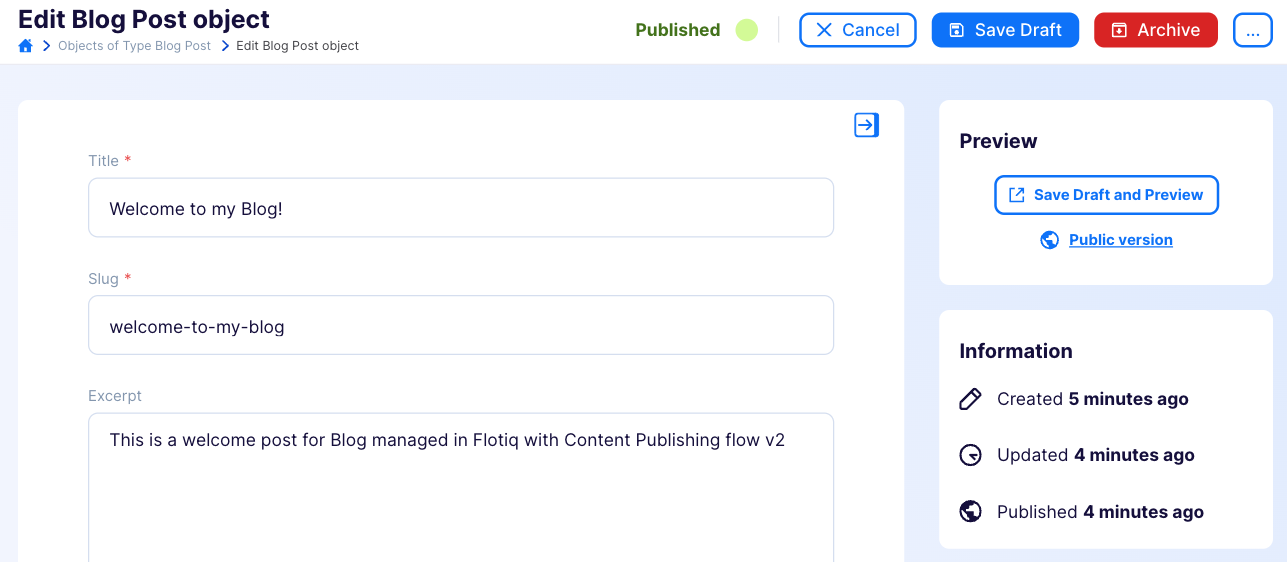 Edit Blog Post object
Objects of Type Blog Post Edit Blog Post object
Published
Cancel
Save Draft
Archive
...
Title *
Welcome to my Blog!
Slug *
welcome-to-my-blog
Excerpt
This is a welcome post for Blog managed in Flotiq with Content Publishing flow v2
Preview
Save Draft and Preview
Public version
Information
Created 5 minutes ago
Updated 4 minutes ago
Published 4 minutes ago